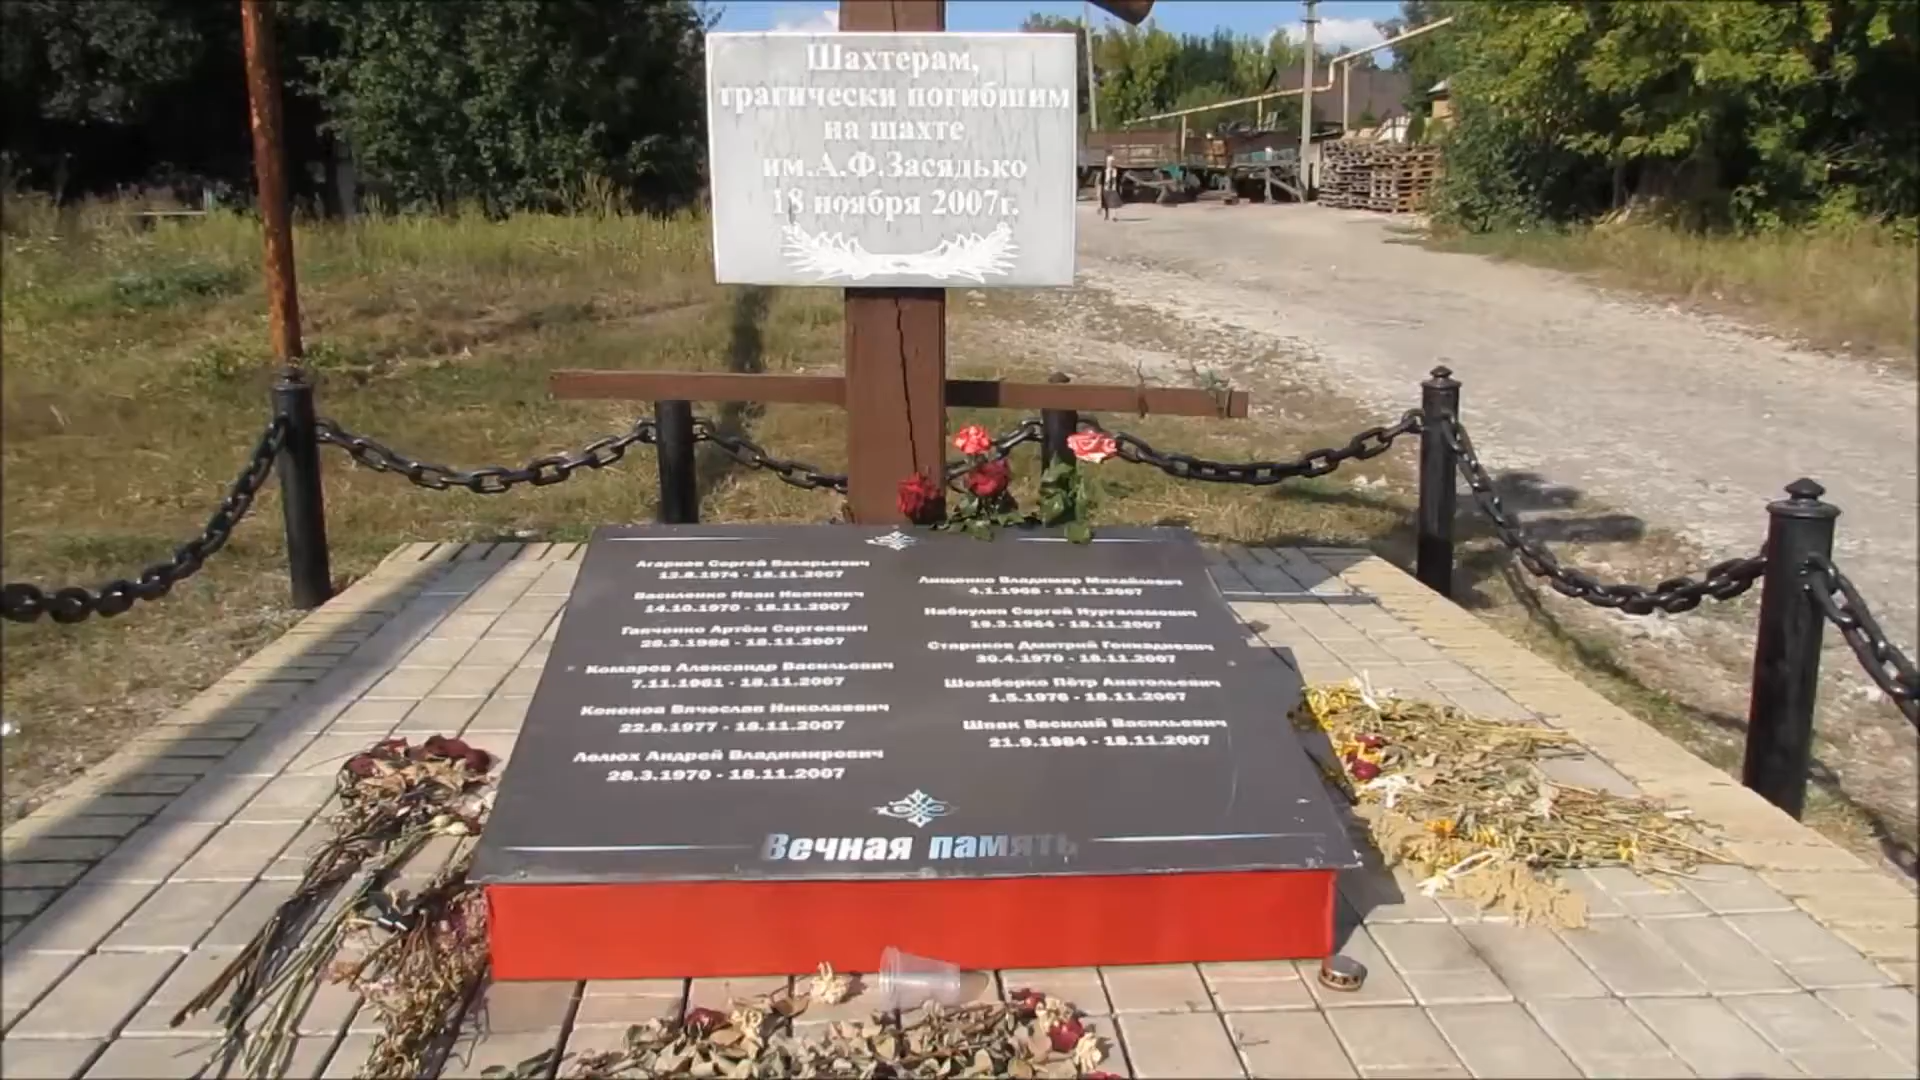 Шахтерам,
трагически погибшим
на шахте
им.А.Ф.Засядько
18 ноября 2007г.
Агарков Сергей Валерьевич
12.8.1974 - 18.11.2007
Василенко Иван Иванович
14.10.1970 - 18.11.2007
Ганченко Артём Сергеевич
28.3.1986 - 18.11.2007
Комаров Александр Васильевич
7.11.1961 - 18.11.2007
Кононов Вячеслав Николаевич
22.8.1977 - 18.11.2007
Лелюх Андрей Владимирович
28.3.1970 - 18.11.2007
Лищенко Владимир Михайлович
4.1.1968 - 18.11.2007
Набиулин Сергей Нургаламович
19.3.1964 - 18.11.2007
Стариков Дмитрий Геннадиевич
30.4.1970 - 18.11.2007
Шомберко Пётр Анатольевич
1.5.1976 - 18.11.2007
Шпак Василий Васильевич
21.9.1984 - 18.11.2007
Вечная память